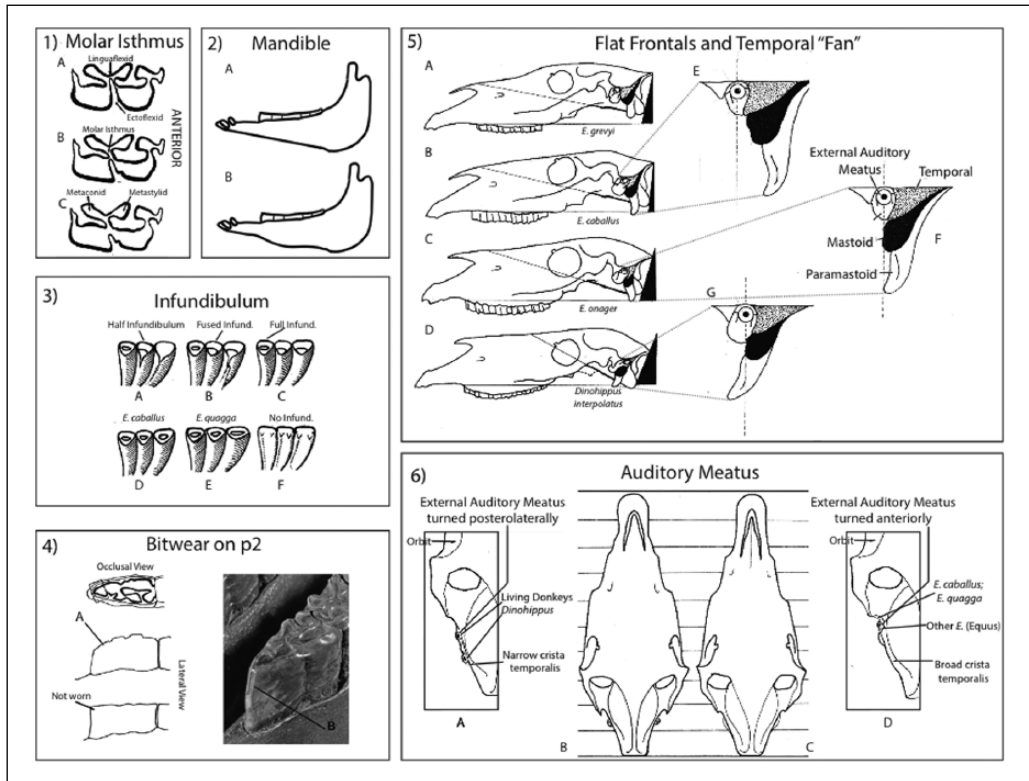 1) Molar Isthmus
A
Linguaflexid
Ectoflexid
B
Molar Isthmus
Metaconid
Metastylid
C
ANTERIOR
2) Mandible
A
B
3)
Infundibulum
Half Infundibulum
Fused Infund.
Full Infund.
A
B
C
E. caballus
E. quagga
No Infund.
D
E
F
4)
Bitwear on p2
Occlusal View
A
Not worn
Lateral View
B
5)
Flat Frontals and Temporal "Fan"
A
E. grevyi
B
E. caballus
C
E. onager
D
Dinohippus
interpolatus
E
External Auditory
Meatus
Temporal
Mastoid
Paramastoid
F
G
6)
Auditory Meatus
External Auditory Meatus
turned posterolaterally
Orbit
Living Donkeys
Dinohippus
Narrow crista
temporalis
A
B
C
External Auditory Meatus
turned anteriorly
Orbit
E. caballus;
E. quagga
Other E. (Equus)
Broad crista
temporalis
D